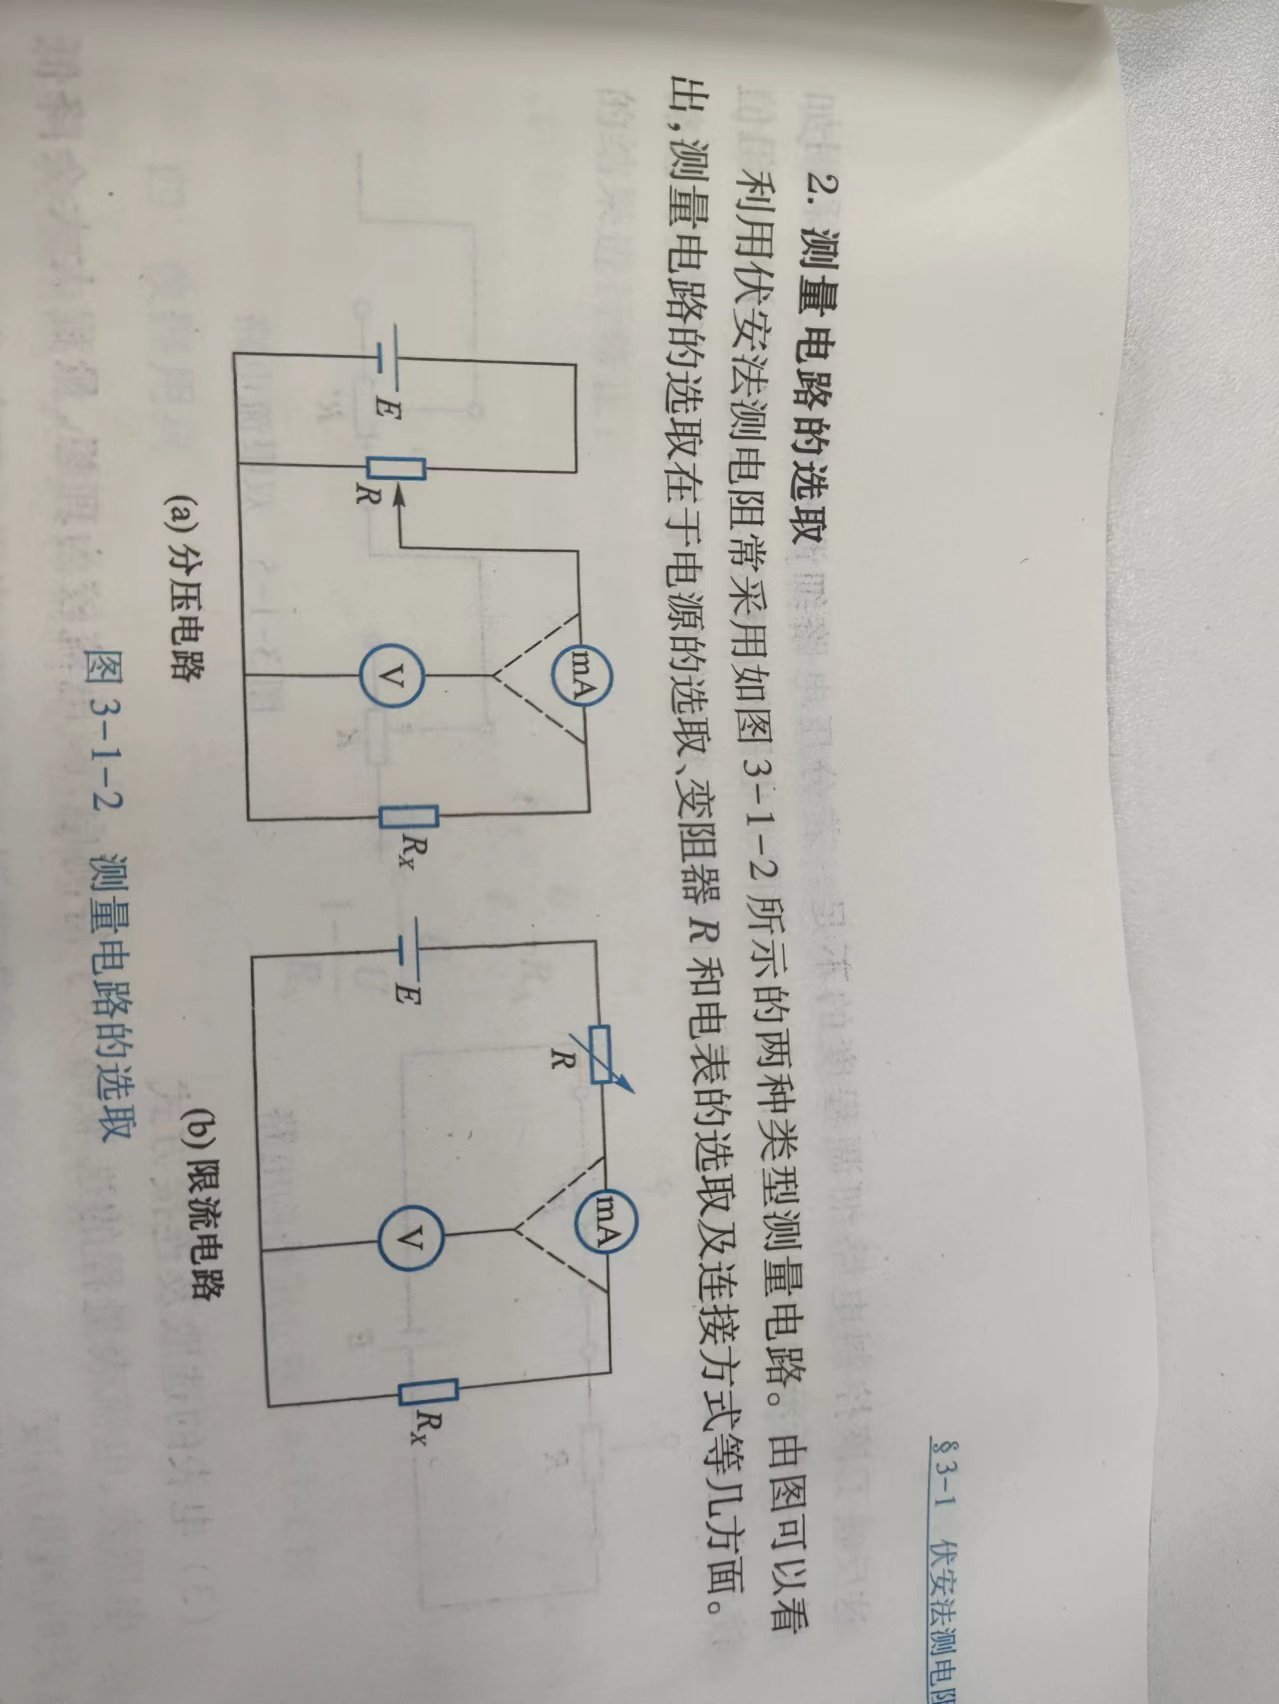 §3-1 伏安法测电阻
2. 测量电路的选取
利用伏安法测电阻常采用如图 3-1-2 所示的两种类型测量电路。由图可以看
出,测量电路的选取在于电源的选取、变阻器 R 和电表的选取及连接方式等几方面。
E
R
mA
V
Rx
(a) 分压电路
E
R
mA
V
Rx
(b) 限流电路
图 3-1-2 测量电路的选取